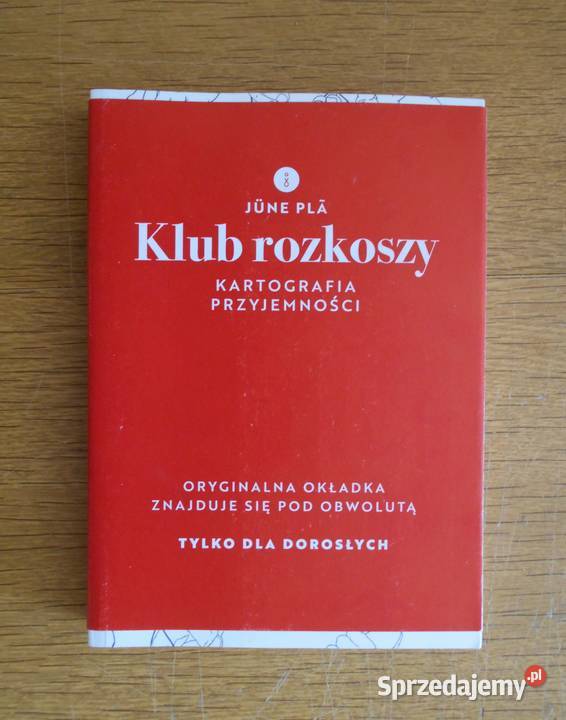 JÜNE PLÃ
Klub rozkoszy
KARTOGRAFIA
PRZYJEMNOŚCI
ORYGINALNA OKŁADKA
ZNAJDUJE SIĘ POD OBWOLUTĄ
TYLKO DLA DOROSŁYCH
Sprzedajemy.pl